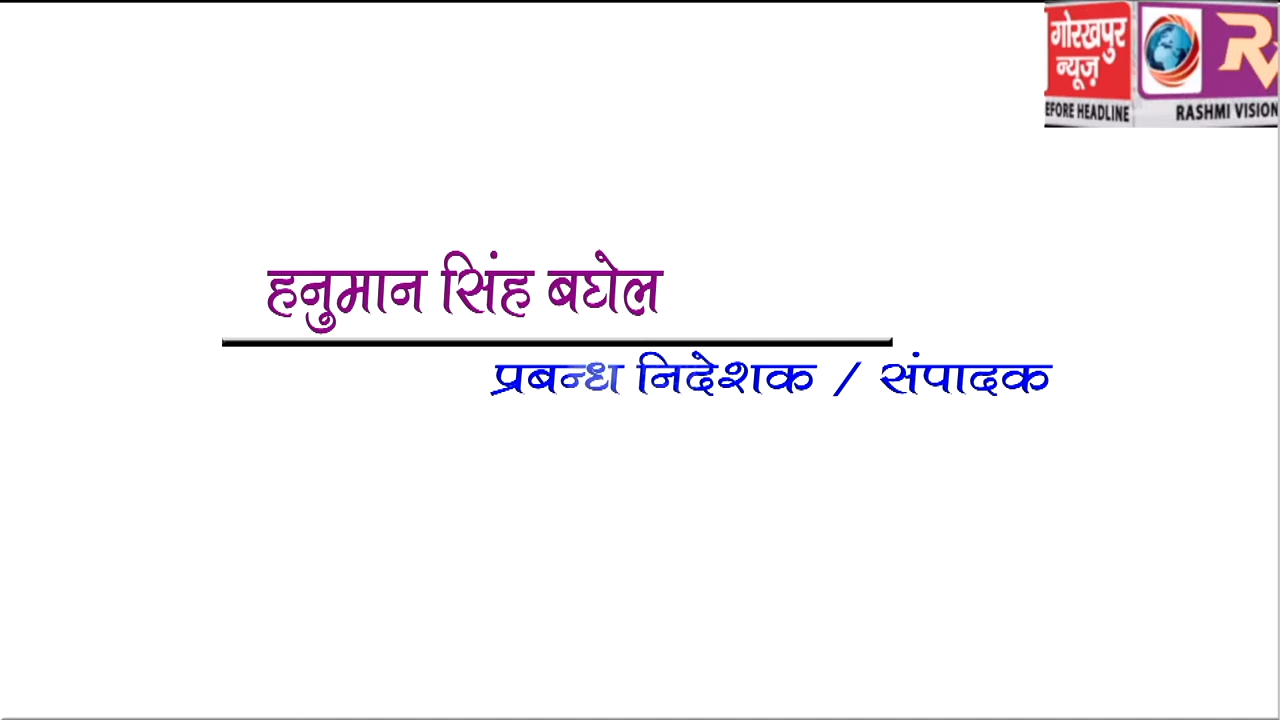 गोरखपुर
न्यूज़
EFORE HEADLINE
RASHMI VISION
हनुमान सिंह बघेल
प्रबन्ध निदेशक / संपादक